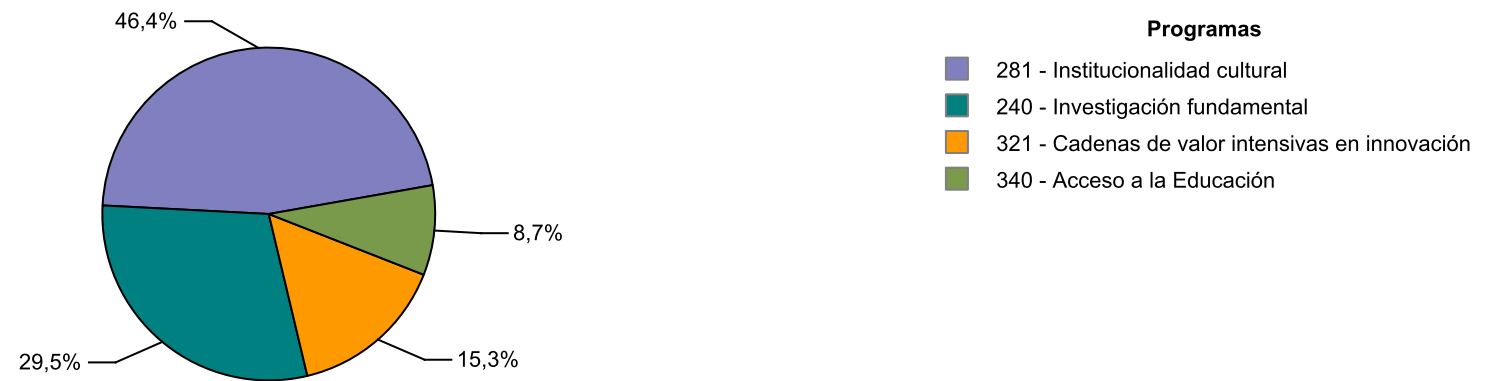 46,4%
8,7%
29,5%
15,3%
Programas
281 - Institucionalidad cultural
240 - Investigación fundamental
321 - Cadenas de valor intensivas en innovación
340 - Acceso a la Educación